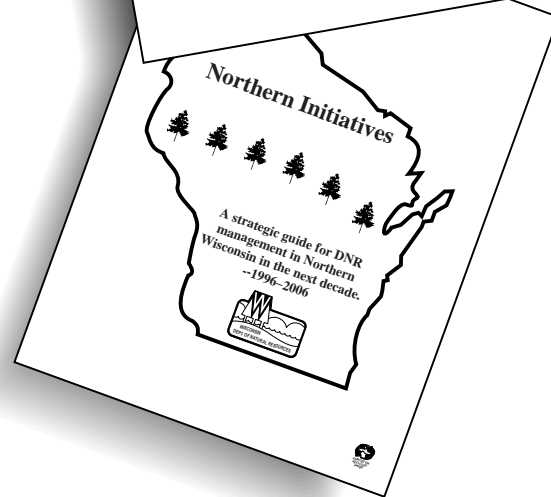 Northern Initiatives
A strategic guide for DNR
management in Northern
Wisconsin in the next decade.
--1996–2006
WISCONSIN
DEPT. OF NATURAL RESOURCES